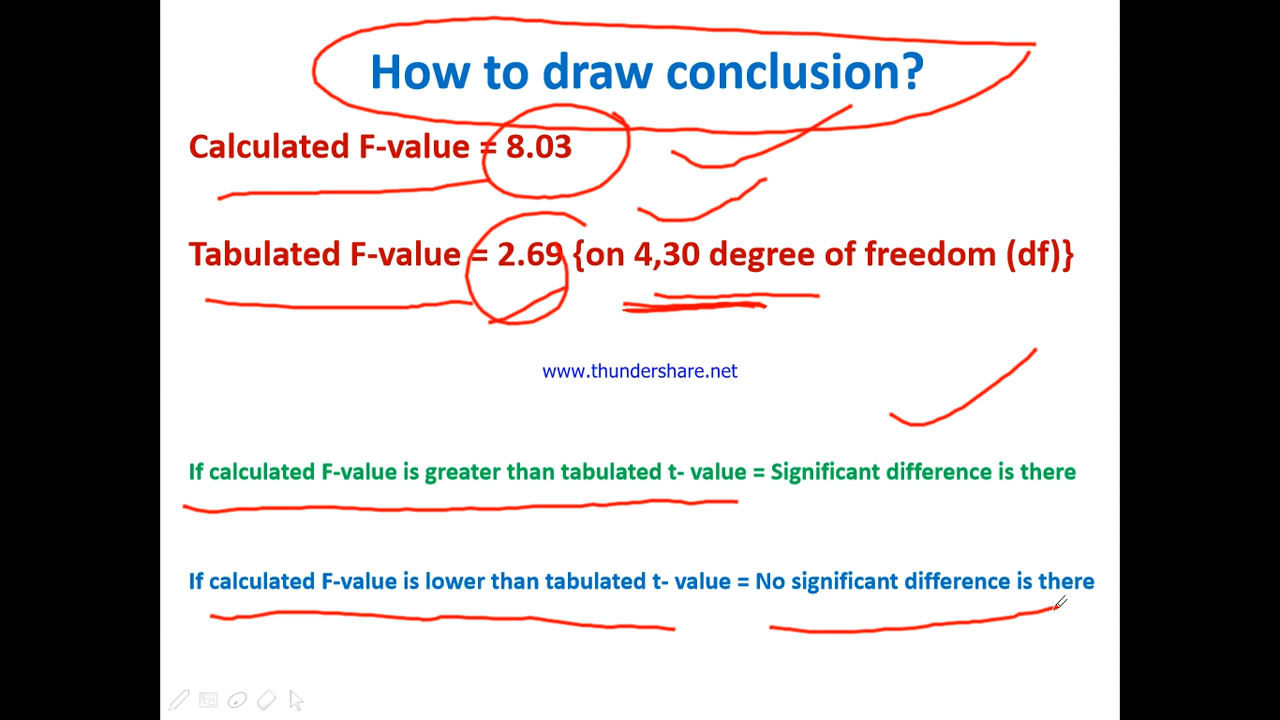 How to draw conclusion?
Calculated F-value = 8.03
Tabulated F-value = 2.69 {on 4,30 degree of freedom (df)}
www.thundershare.net
If calculated F-value is greater than tabulated t- value = Significant difference is there
If calculated F-value is lower than tabulated t- value = No significant difference is there